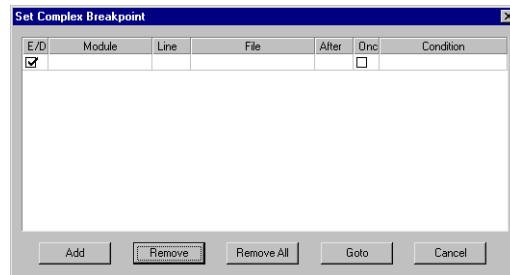 Set Complex Breakpoint
E/D Module Line File After Onc Condition
Add Remove Remove All Goto Cancel